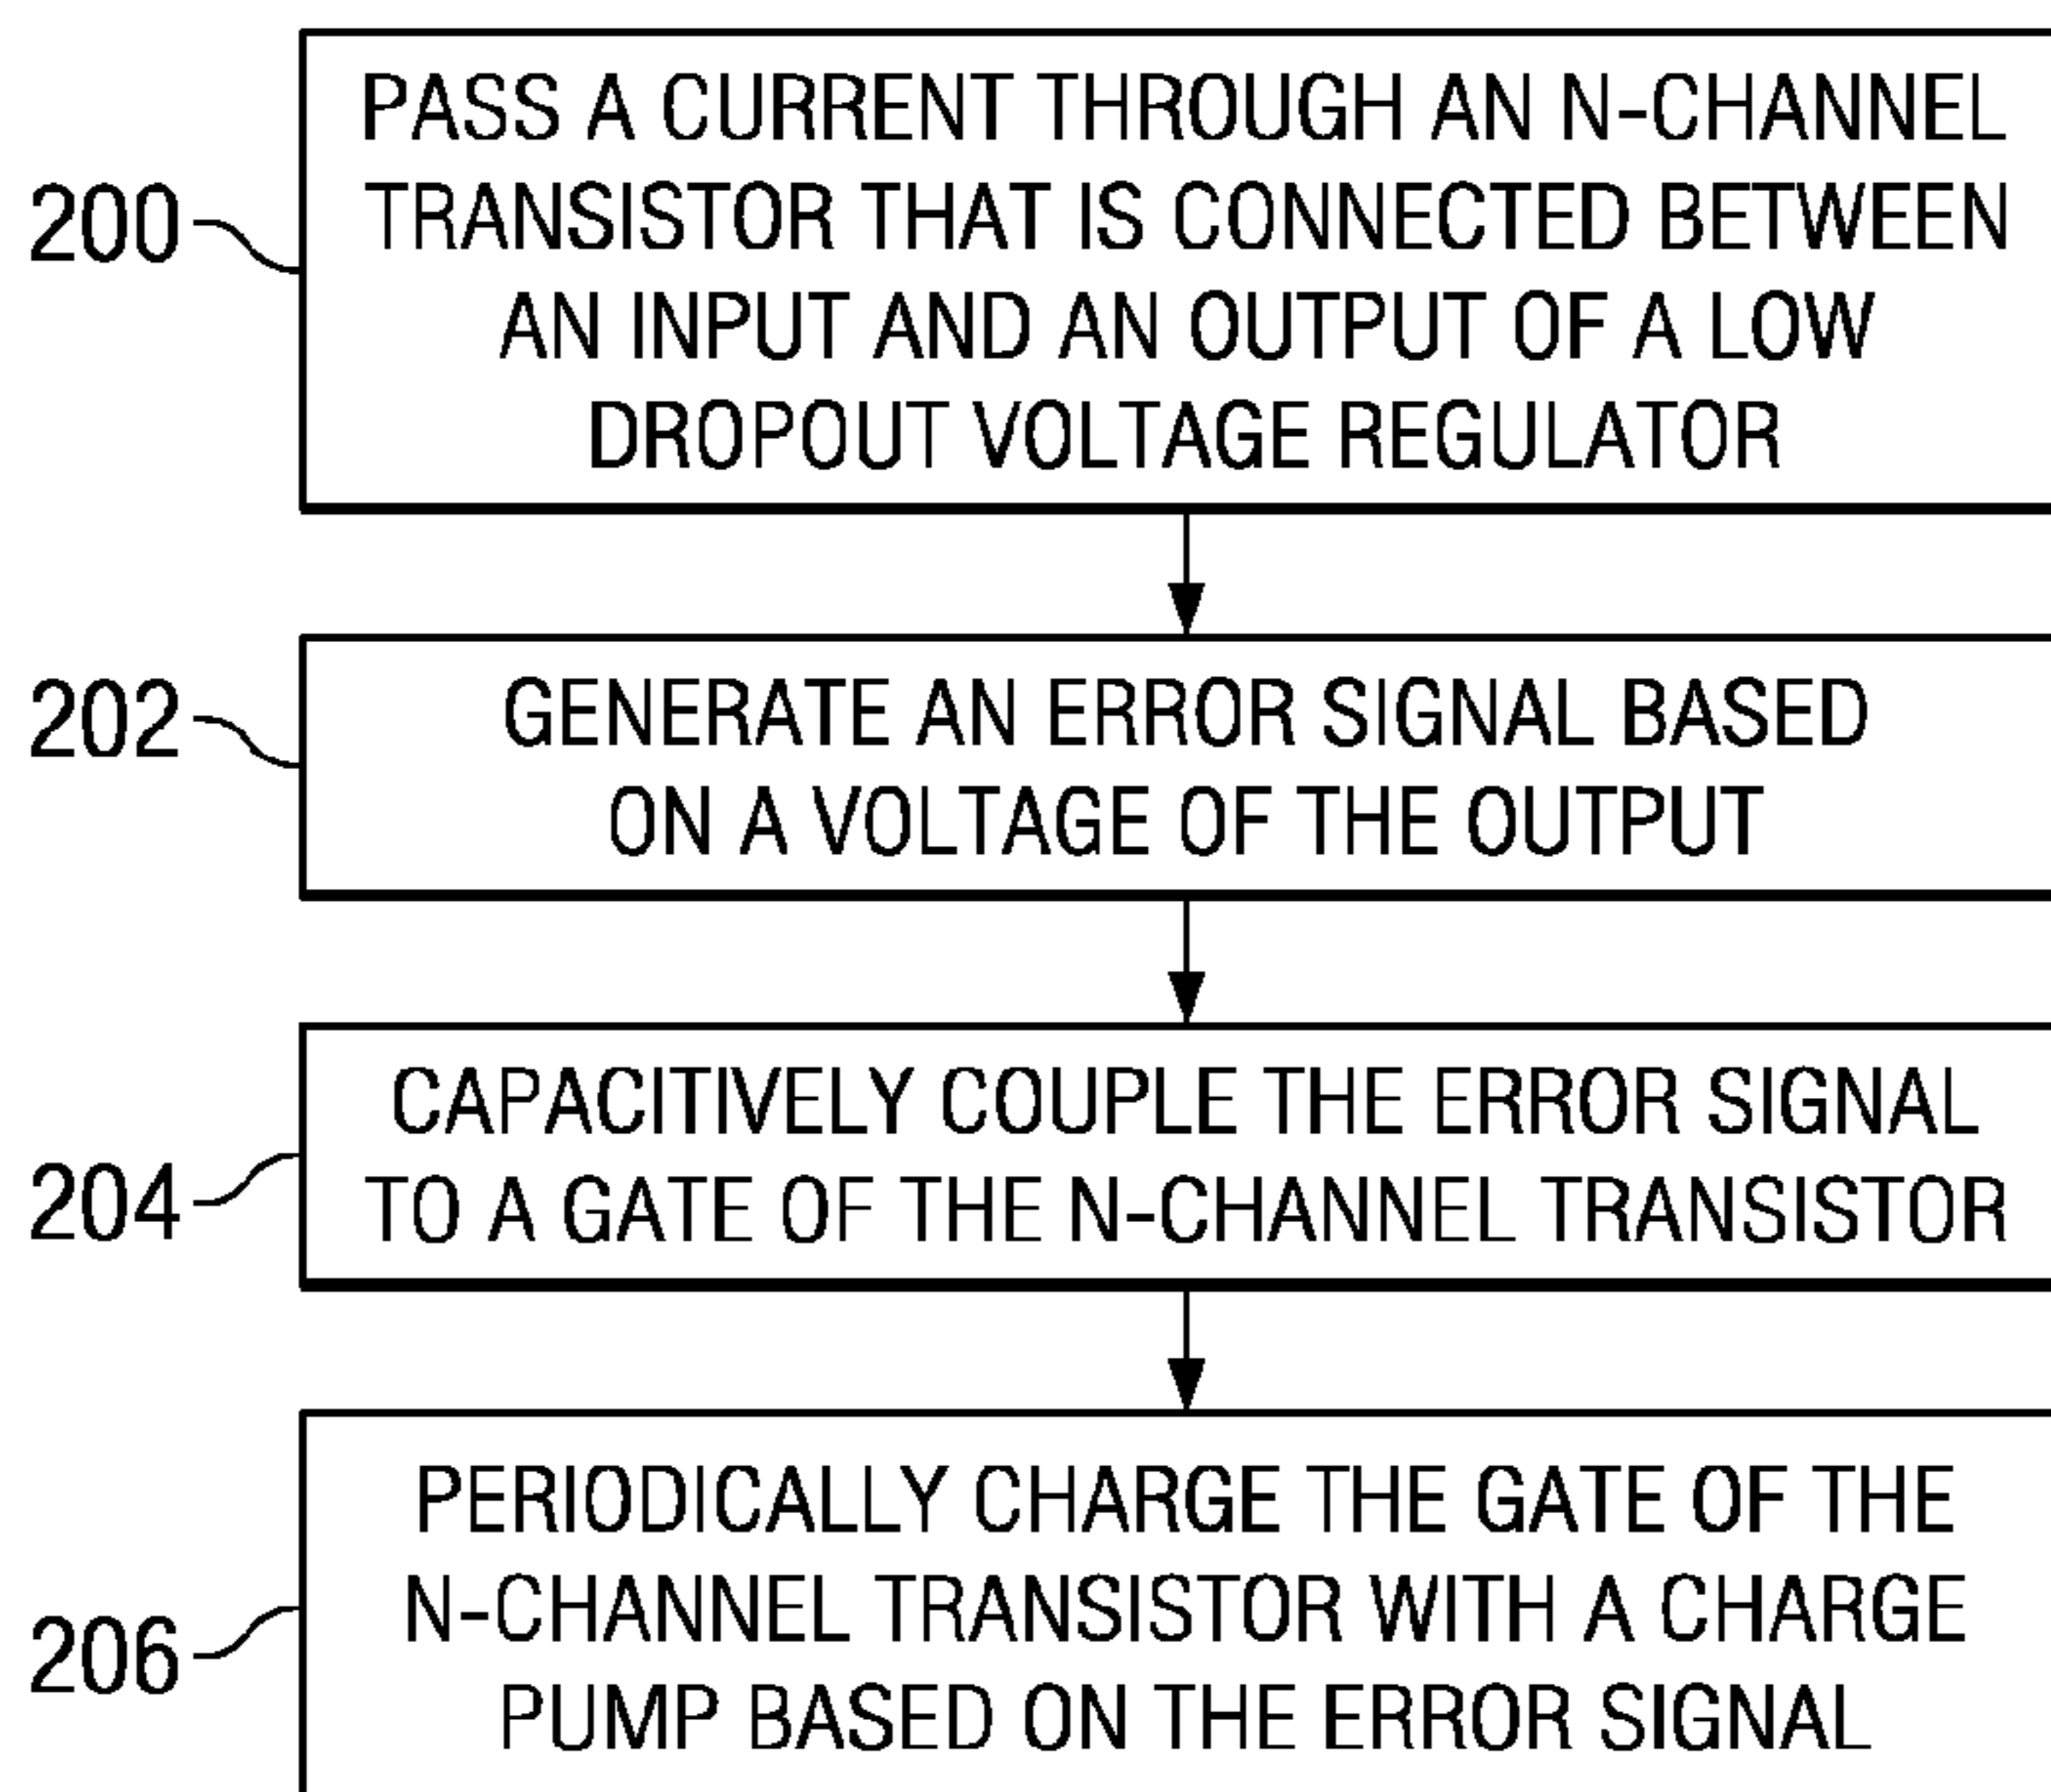 200
PASS A CURRENT THROUGH AN N-CHANNEL
TRANSISTOR THAT IS CONNECTED BETWEEN
AN INPUT AND AN OUTPUT OF A LOW
DROPOUT VOLTAGE REGULATOR
202
GENERATE AN ERROR SIGNAL BASED
ON A VOLTAGE OF THE OUTPUT
204
CAPACITIVELY COUPLE THE ERROR SIGNAL
TO A GATE OF THE N-CHANNEL TRANSISTOR
206
PERIODICALLY CHARGE THE GATE OF THE
N-CHANNEL TRANSISTOR WITH A CHARGE
PUMP BASED ON THE ERROR SIGNAL